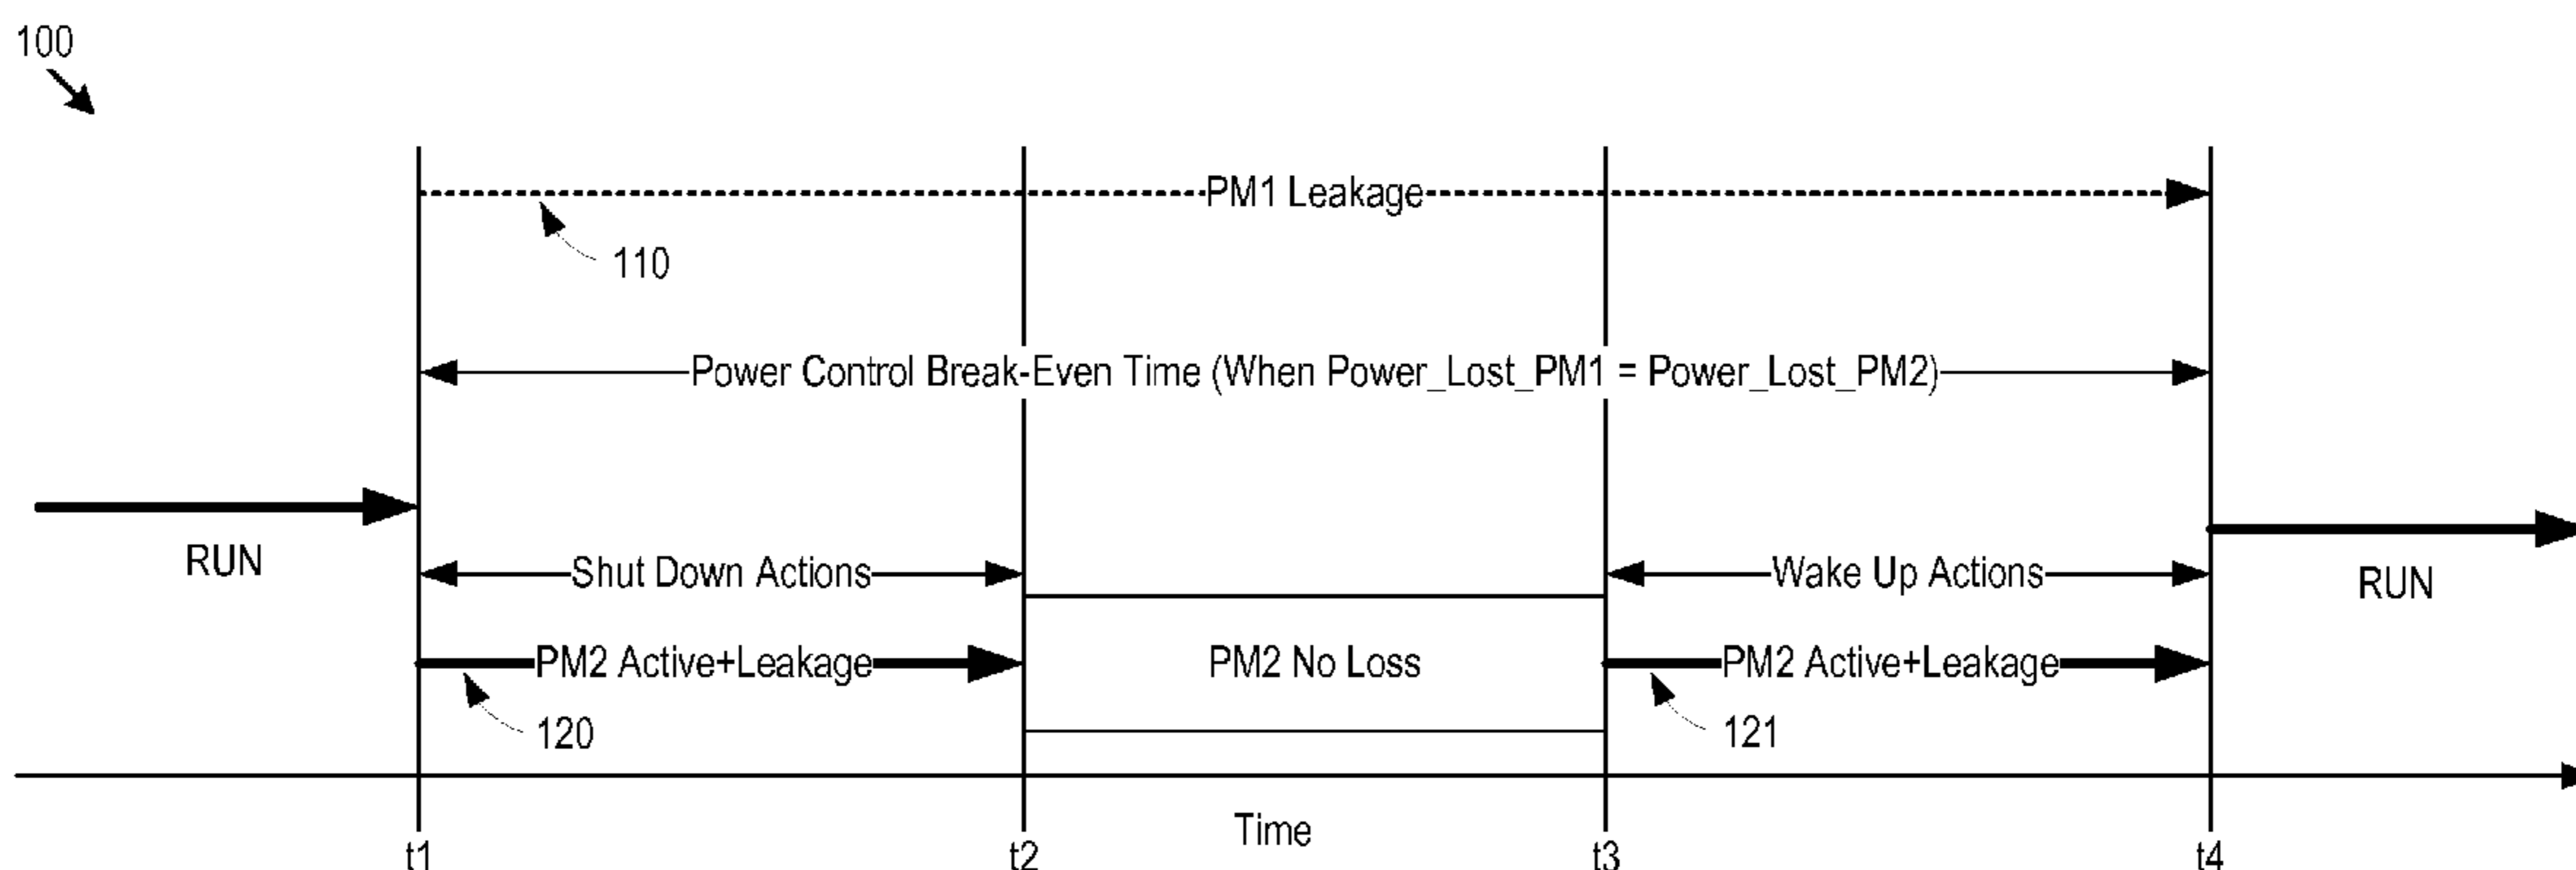 100
PM1 Leakage
110
Power Control Break-Even Time (When Power_Lost_PM1 = Power_Lost_PM2)
RUN
Shut Down Actions
Wake Up Actions
RUN
PM2 Active+Leakage
PM2 No Loss
PM2 Active+Leakage
120
121
Time
t1
t2
t3
t4